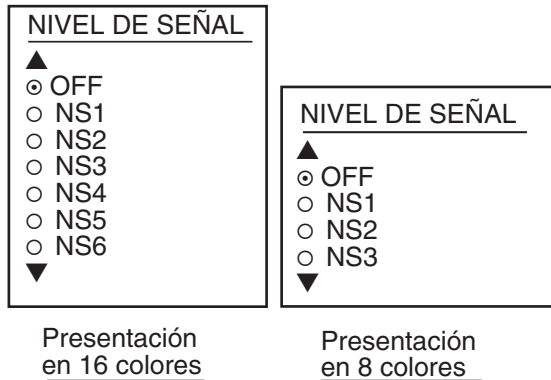 NIVEL DE SEÑAL
▲
OFF
NS1
NS2
NS3
NS4
NS5
NS6
▼
Presentación
en 16 colores
NIVEL DE SEÑAL
▲
OFF
NS1
NS2
NS3
▼
Presentación
en 8 colores